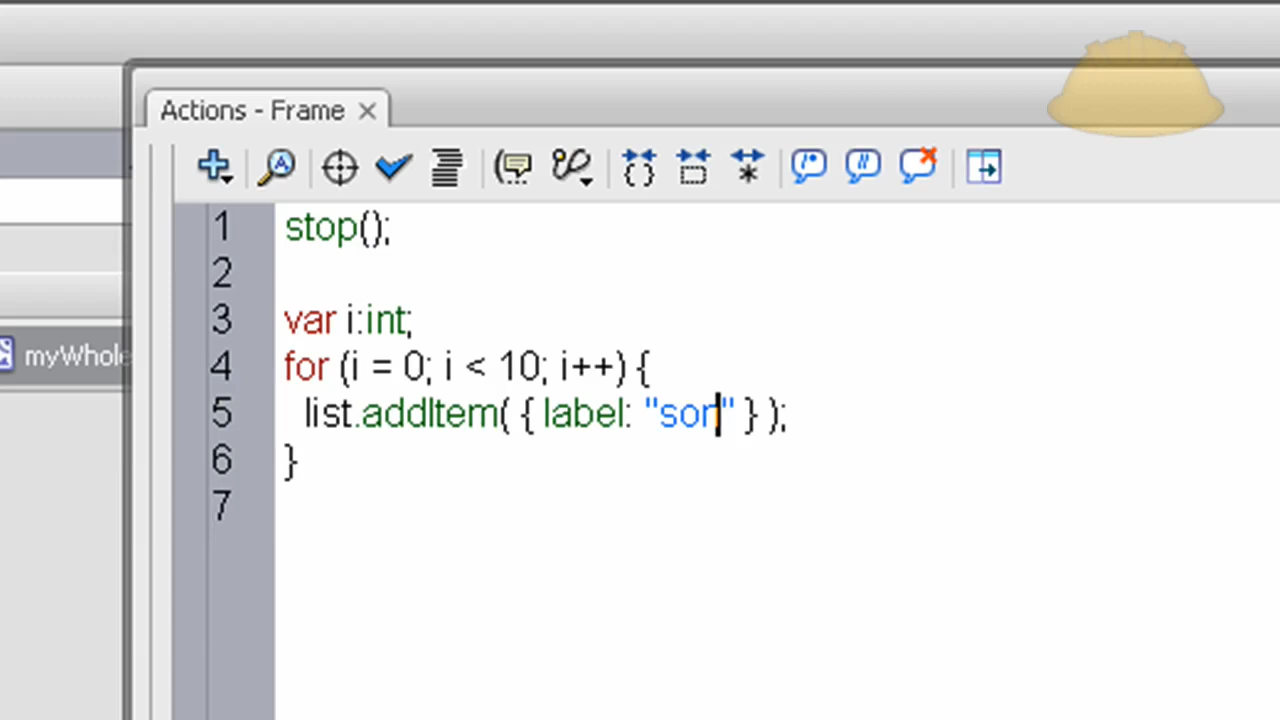 Actions - Frame
1 stop();
2
3 var i:int;
myWhole
4 for (i = 0; i < 10; i++) {
5 list.addItem( { label: "son" } );
6 }
7